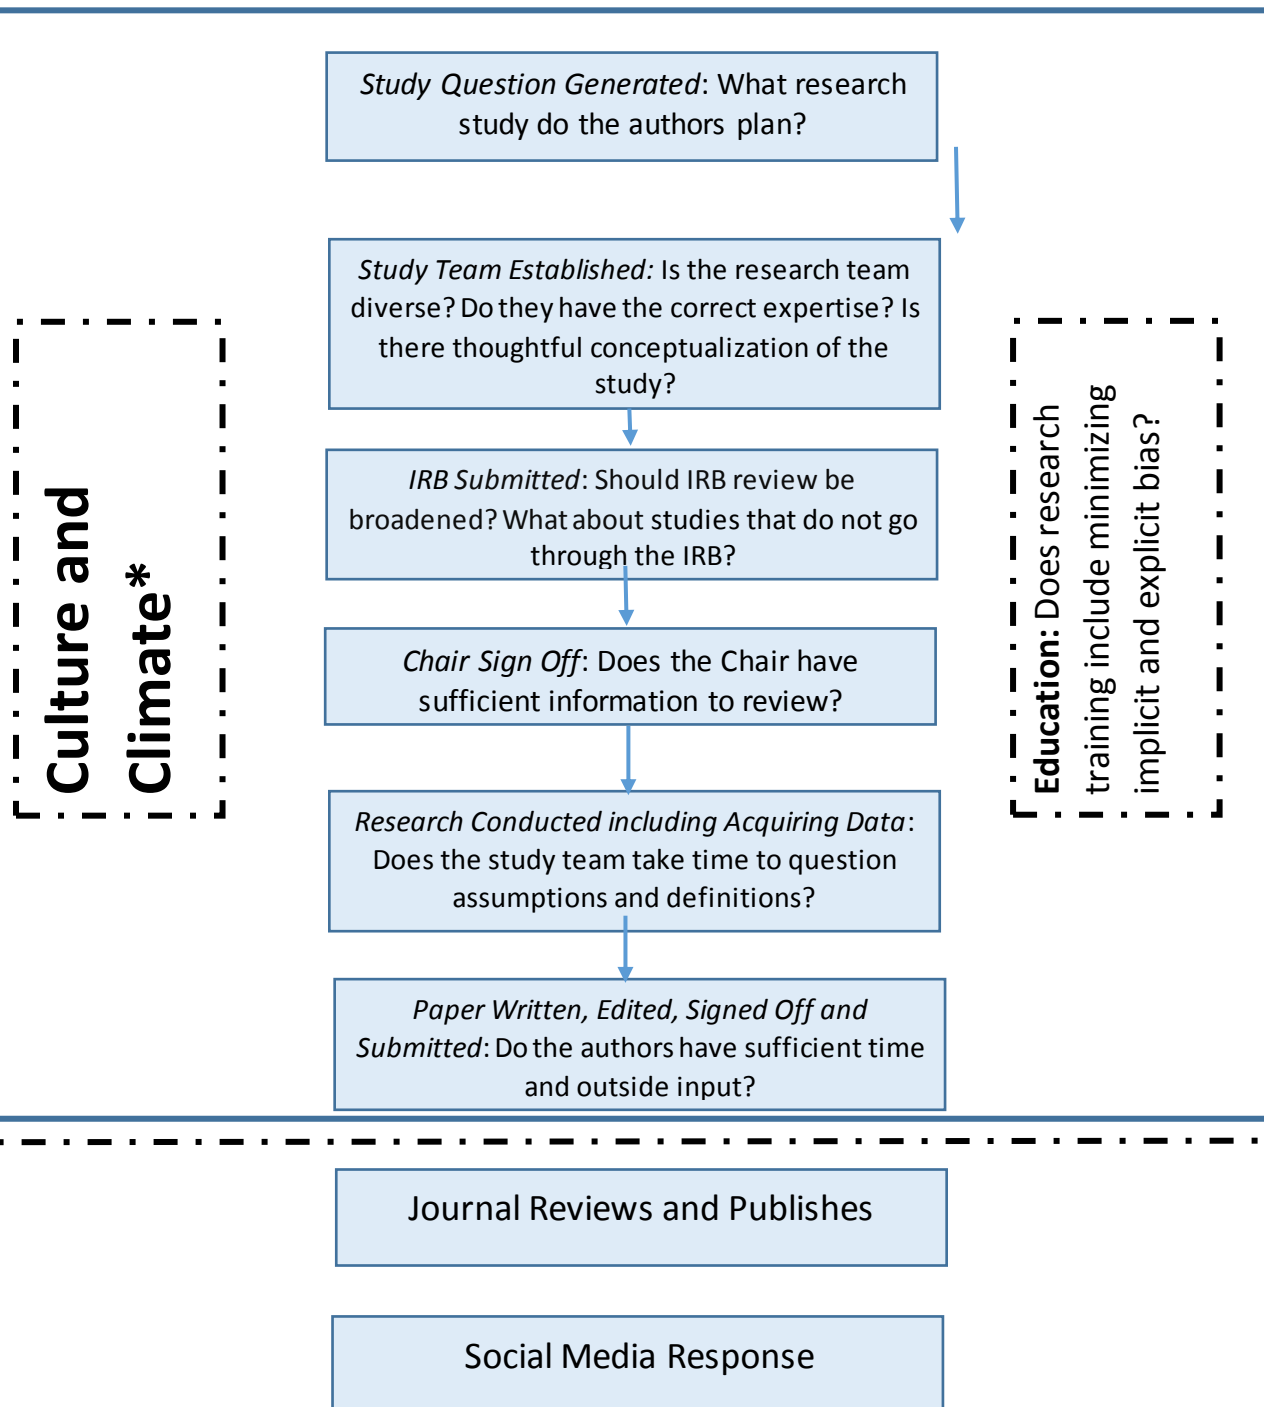 Study Question Generated: What research
study do the authors plan?
Study Team Established: Is the research team
diverse? Do they have the correct expertise? Is
there thoughtful conceptualization of the
study?
IRB Submitted: Should IRB review be
broadened? What about studies that do not go
through the IRB?
Chair Sign Off: Does the Chair have
sufficient information to review?
Research Conducted including Acquiring Data:
Does the study team take time to question
assumptions and definitions?
Paper Written, Edited, Signed Off and
Submitted: Do the authors have sufficient time
and outside input?
Culture and
Climate*
Education: Does research
training include minimizing
implicit and explicit bias?
Journal Reviews and Publishes
Social Media Response